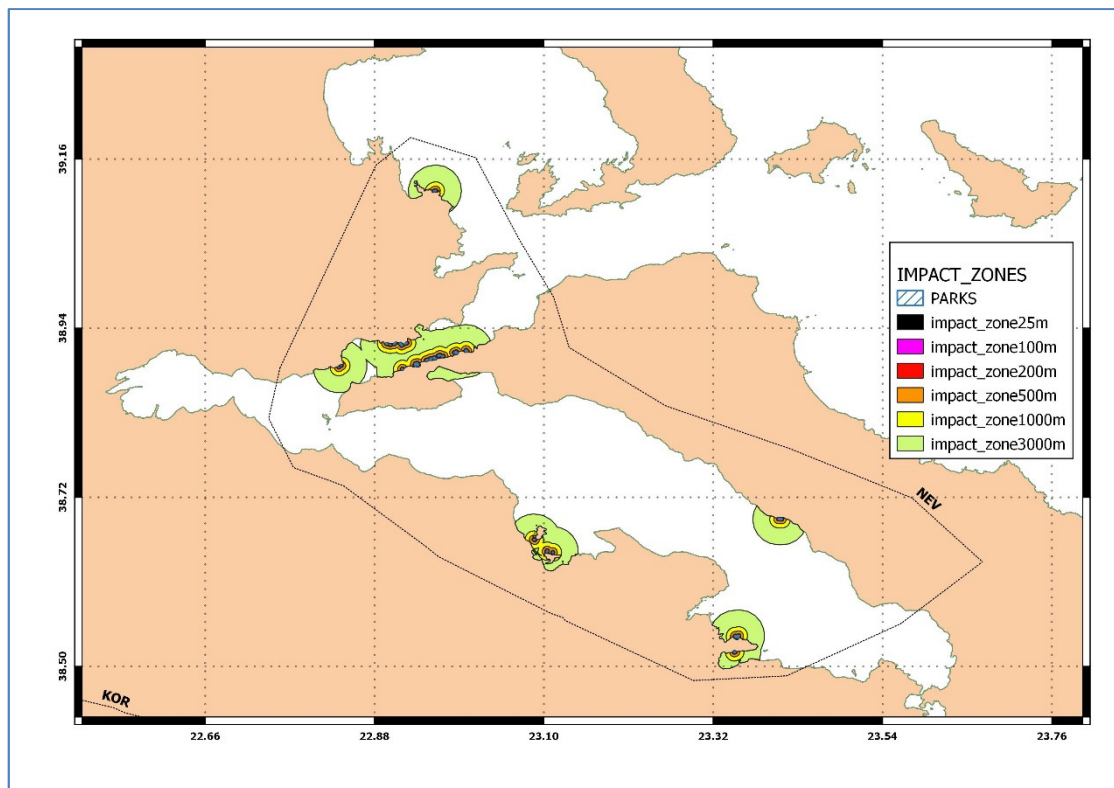 39.16
38.94
38.72
38.50
22.66
22.88
23.10
23.32
23.54
23.76
IMPACT_ZONES
PARKS
impact_zone25m
impact_zone100m
impact_zone200m
impact_zone500m
impact_zone1000m
impact_zone3000m
NEV
KOR